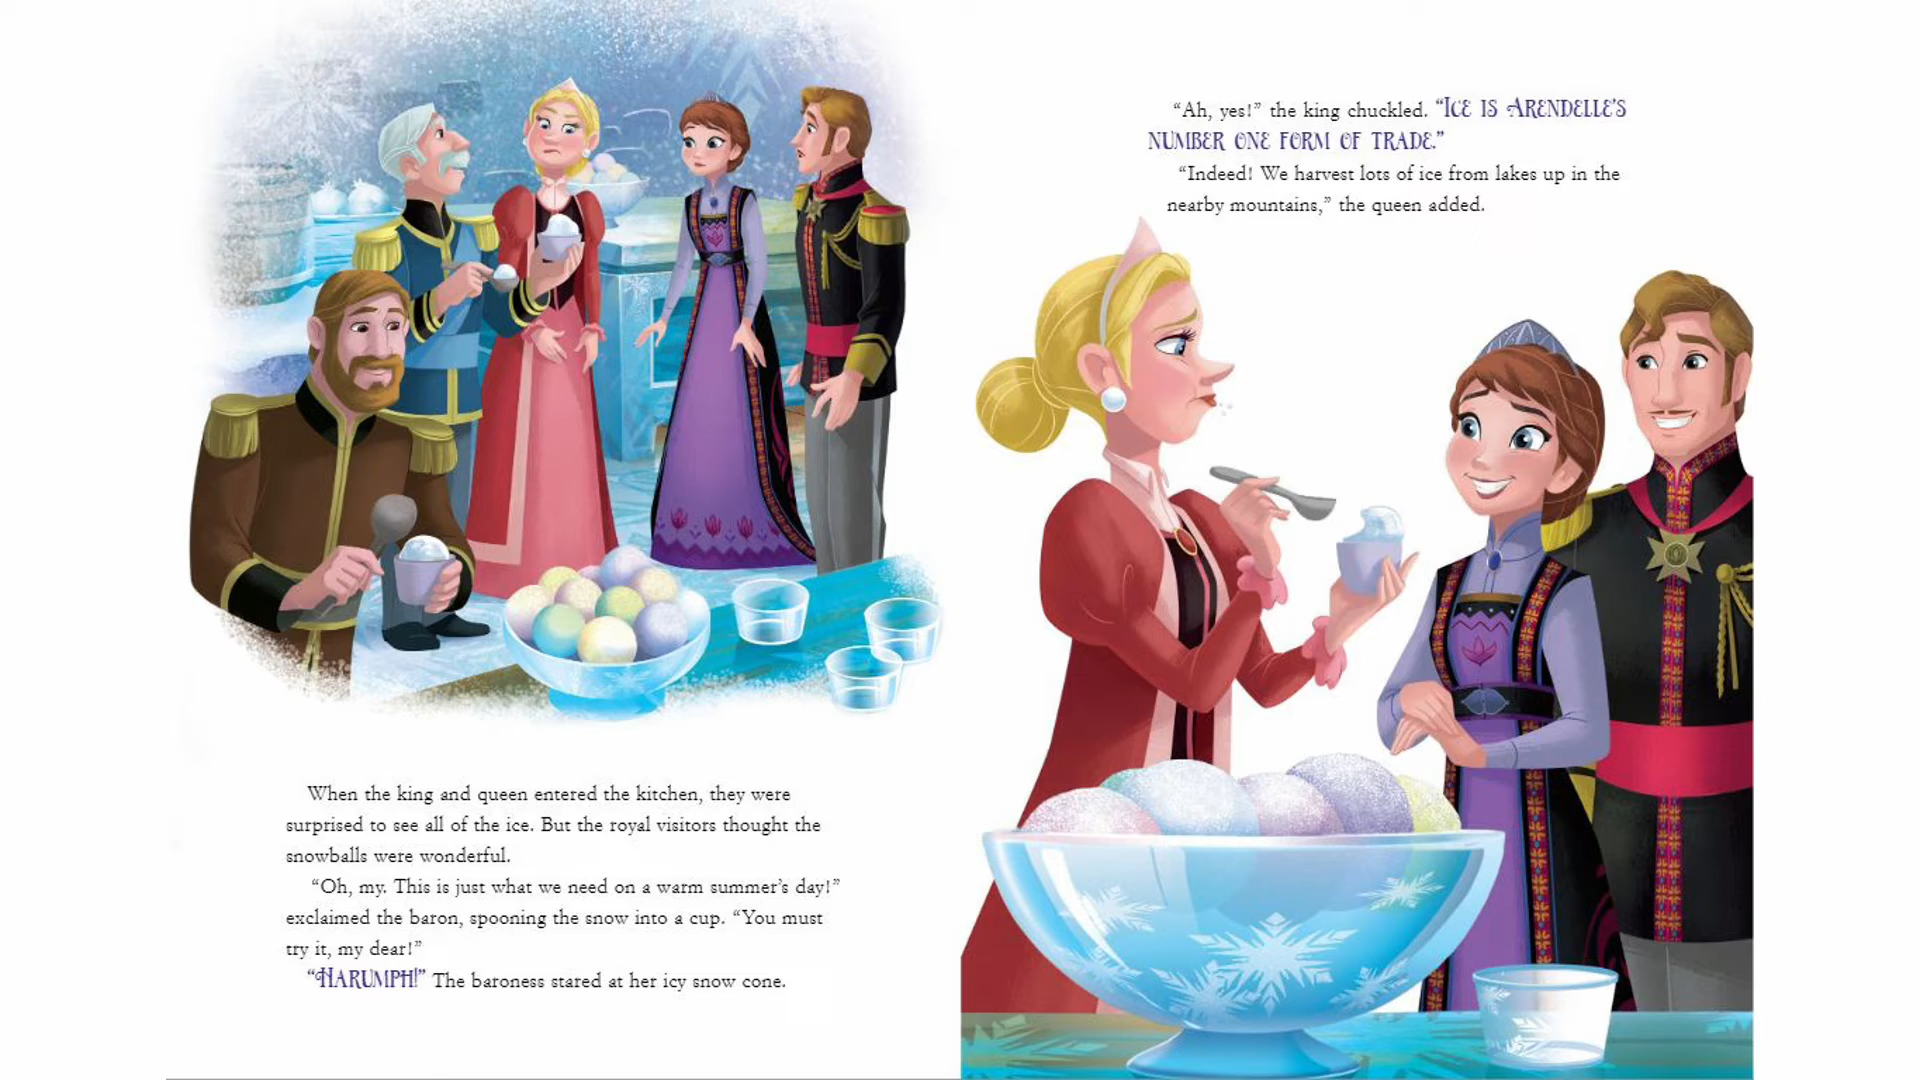 When the king and queen entered the kitchen, they were
surprised to see all of the ice. But the royal visitors thought the
snowballs were wonderful.
“Oh, my. This is just what we need on a warm summer’s day!”
exclaimed the baron, spooning the snow into a cup. “You must
try it, my dear!”
“HARUMPH!” The baroness stared at her icy snow cone.
“Ah, yes!” the king chuckled. “ICE IS ARENDELLE’S
NUMBER ONE FORM OF TRADE.”
“Indeed! We harvest lots of ice from lakes up in the
nearby mountains,” the queen added.